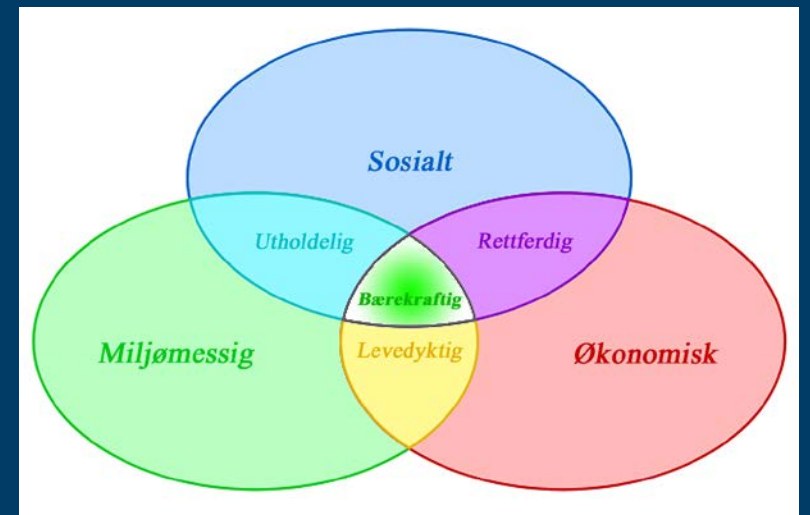 Sosialt
Utholdelig
Rettferdig
Bærekraftig
Miljømessig
Levedyktig
Økonomisk